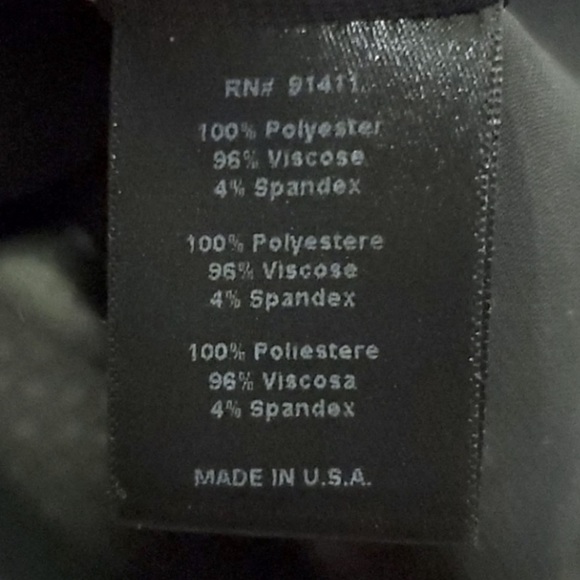 RN# 91411
100% Polyester
96% Viscose
4% Spandex
100% Polyestere
96% Viscose
4% Spandex
100% Poliestere
96% Viscosa
4% Spandex
MADE IN U.S.A.